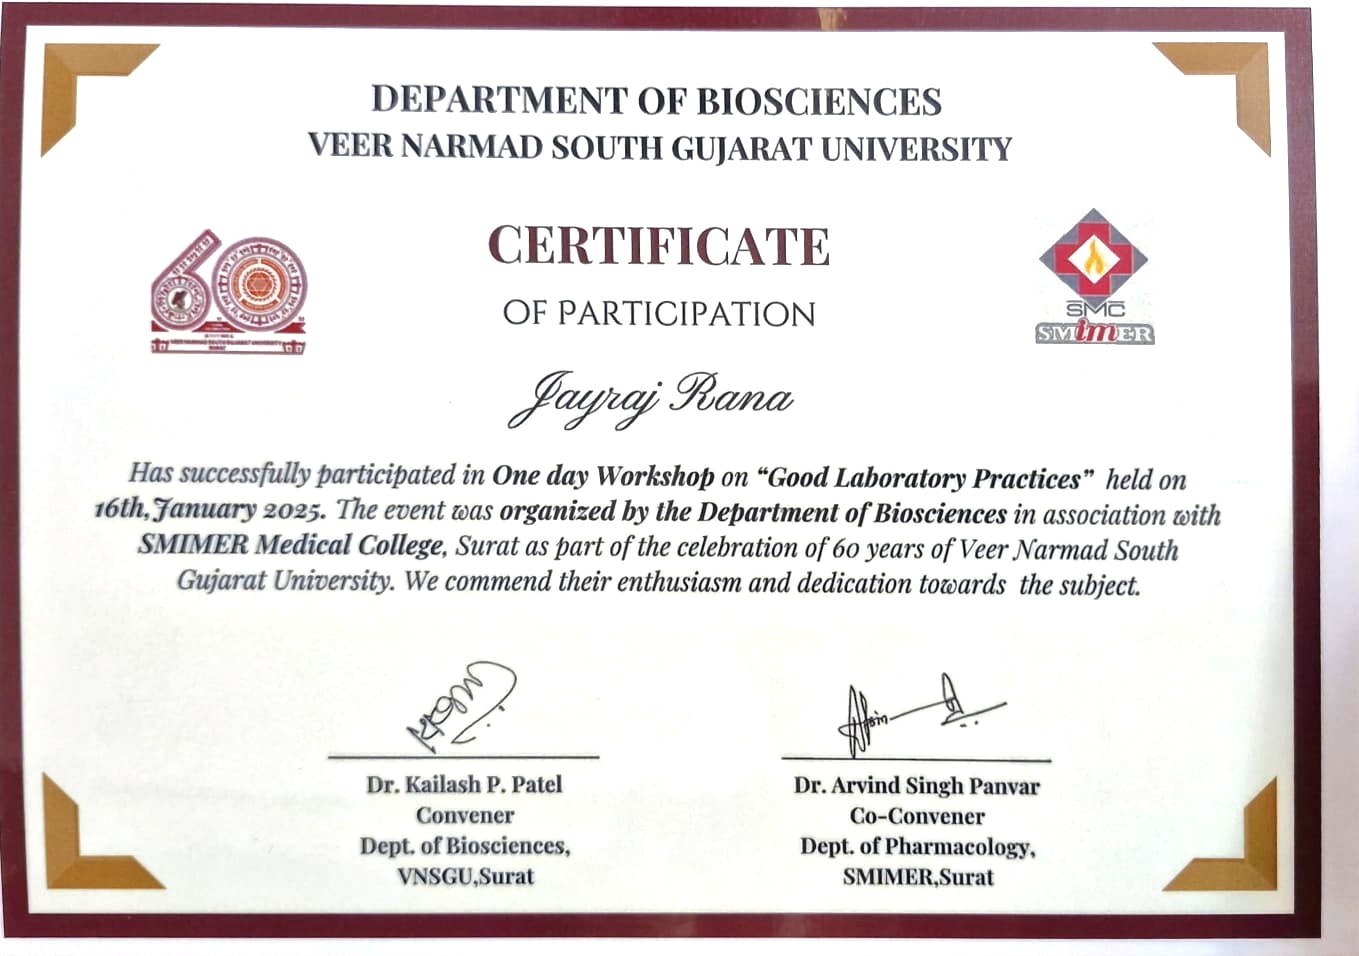 DEPARTMENT OF BIOSCIENCES
VEER NARMAD SOUTH GUJARAT UNIVERSITY
CERTIFICATE
OF PARTICIPATION
SMC
SMimER
Jayraj Rana
Has successfully participated in One day Workshop on “Good Laboratory Practices” held on
16th,January 2025. The event was organized by the Department of Biosciences in association with
SMIMER Medical College, Surat as part of the celebration of 60 years of Veer Narmad South
Gujarat University. We commend their enthusiasm and dedication towards the subject.
Dr. Kailash P. Patel
Convener
Dept. of Biosciences,
VNSGU,Surat
Dr. Arvind Singh Panvar
Co-Convener
Dept. of Pharmacology,
SMIMER,Surat